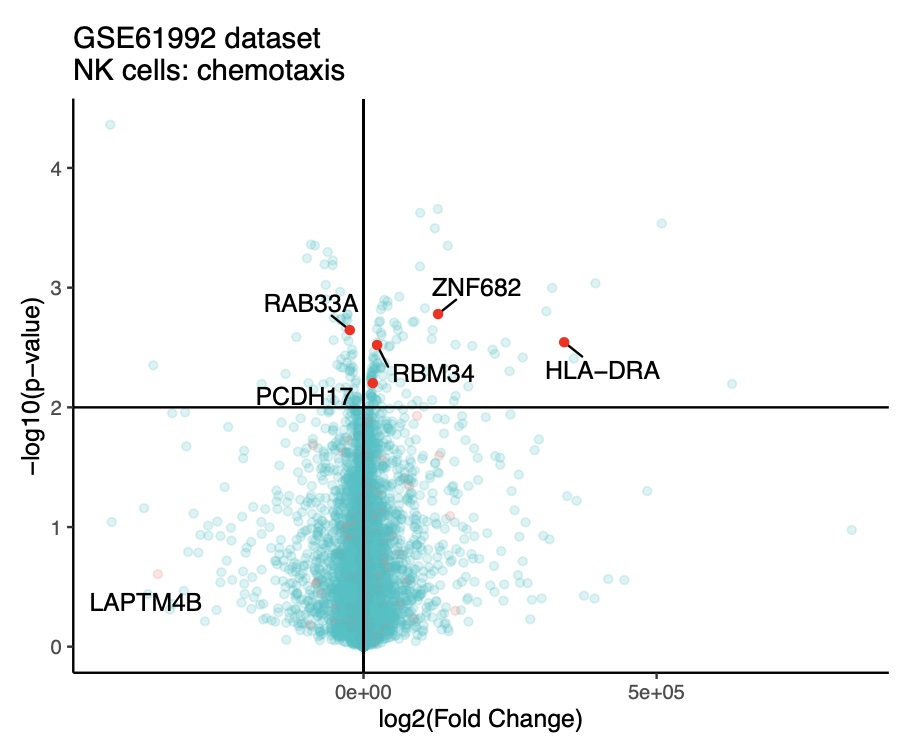 GSE61992 dataset
NK cells: chemotaxis
4
3
2
1
0
−log10(p−value)
ZNF682
RAB33A
RBM34
HLA−DRA
PCDH17
LAPTM4B
0e+00
5e+05
log2(Fold Change)